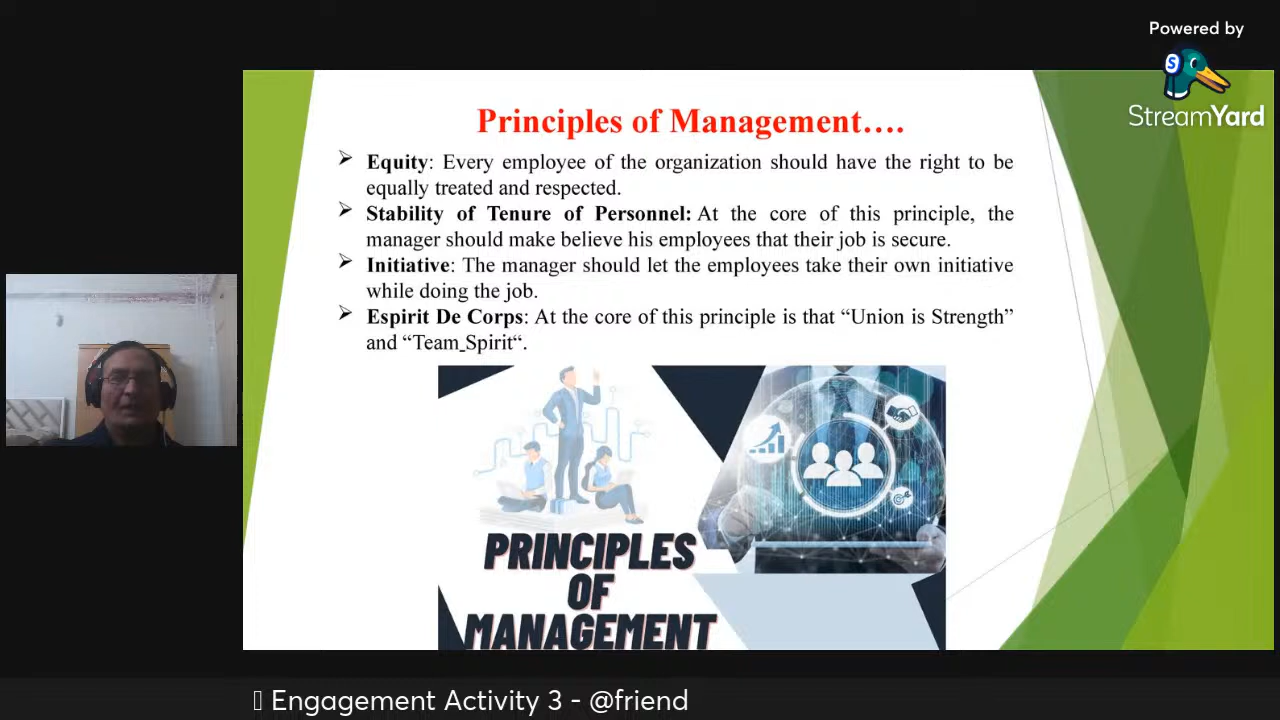 Powered by
StreamYard
Principles of Management….
➢ Equity: Every employee of the organization should have the right to be
equally treated and respected.
➢ Stability of Tenure of Personnel: At the core of this principle, the
manager should make believe his employees that their job is secure.
➢ Initiative: The manager should let the employees take their own initiative
while doing the job.
➢ Espirit De Corps: At the core of this principle is that “Union is Strength”
and “Team_Spirit“.
PRINCIPLES
OF
MANAGEMENT
Engagement Activity 3 - @friend